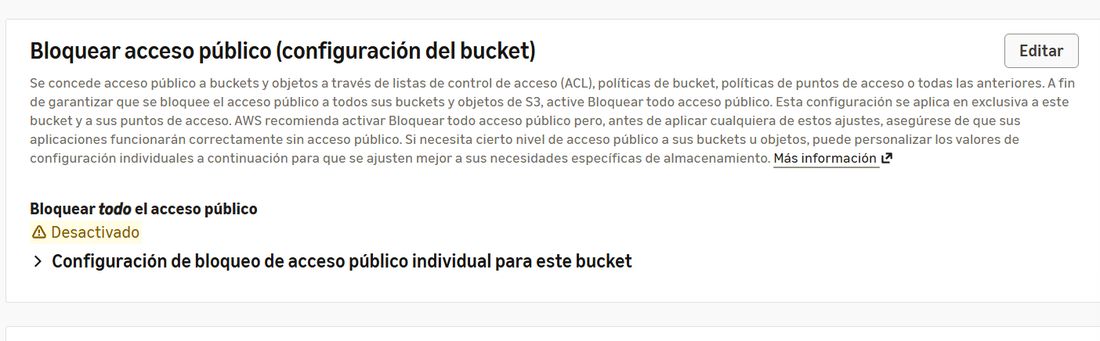 Bloquear acceso público (configuración del bucket)
Editar
Se concede acceso público a buckets y objetos a través de listas de control de acceso (ACL), políticas de bucket, políticas de puntos de acceso o todas las anteriores. A fin
de garantizar que se bloquee el acceso público a todos sus buckets y objetos de S3, active Bloquear todo acceso público. Esta configuración se aplica en exclusiva a este
bucket y a sus puntos de acceso. AWS recomienda activar Bloquear todo acceso público pero, antes de aplicar cualquiera de estos ajustes, asegúrese de que sus
aplicaciones funcionarán correctamente sin acceso público. Si necesita cierto nivel de acceso público a sus buckets u objetos, puede personalizar los valores de
configuración individuales a continuación para que se ajusten mejor a sus necesidades específicas de almacenamiento. Más información
Bloquear todo el acceso público
Desactivado
Configuración de bloqueo de acceso público individual para este bucket